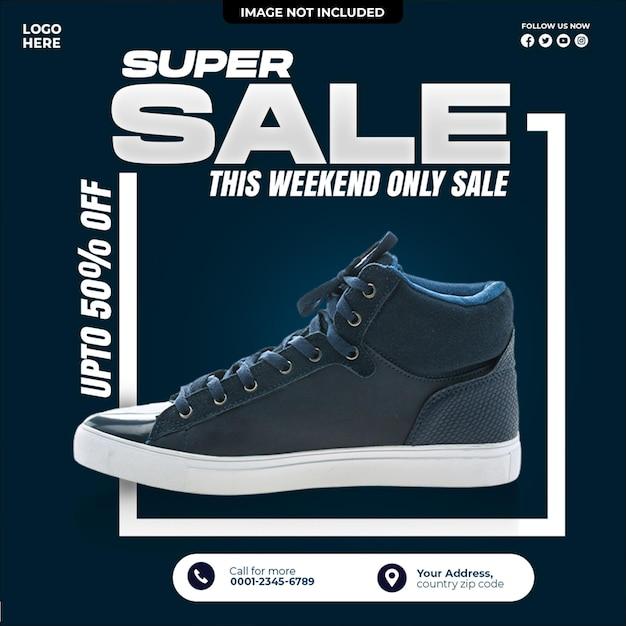 IMAGE NOT INCLUDED
LOGO
HERE
FOLLOW US NOW
SUPER
SALE
THIS WEEKEND ONLY SALE
UPTO 50% OFF
Call for more
0001-2345-6789
Your Address,
country zip code